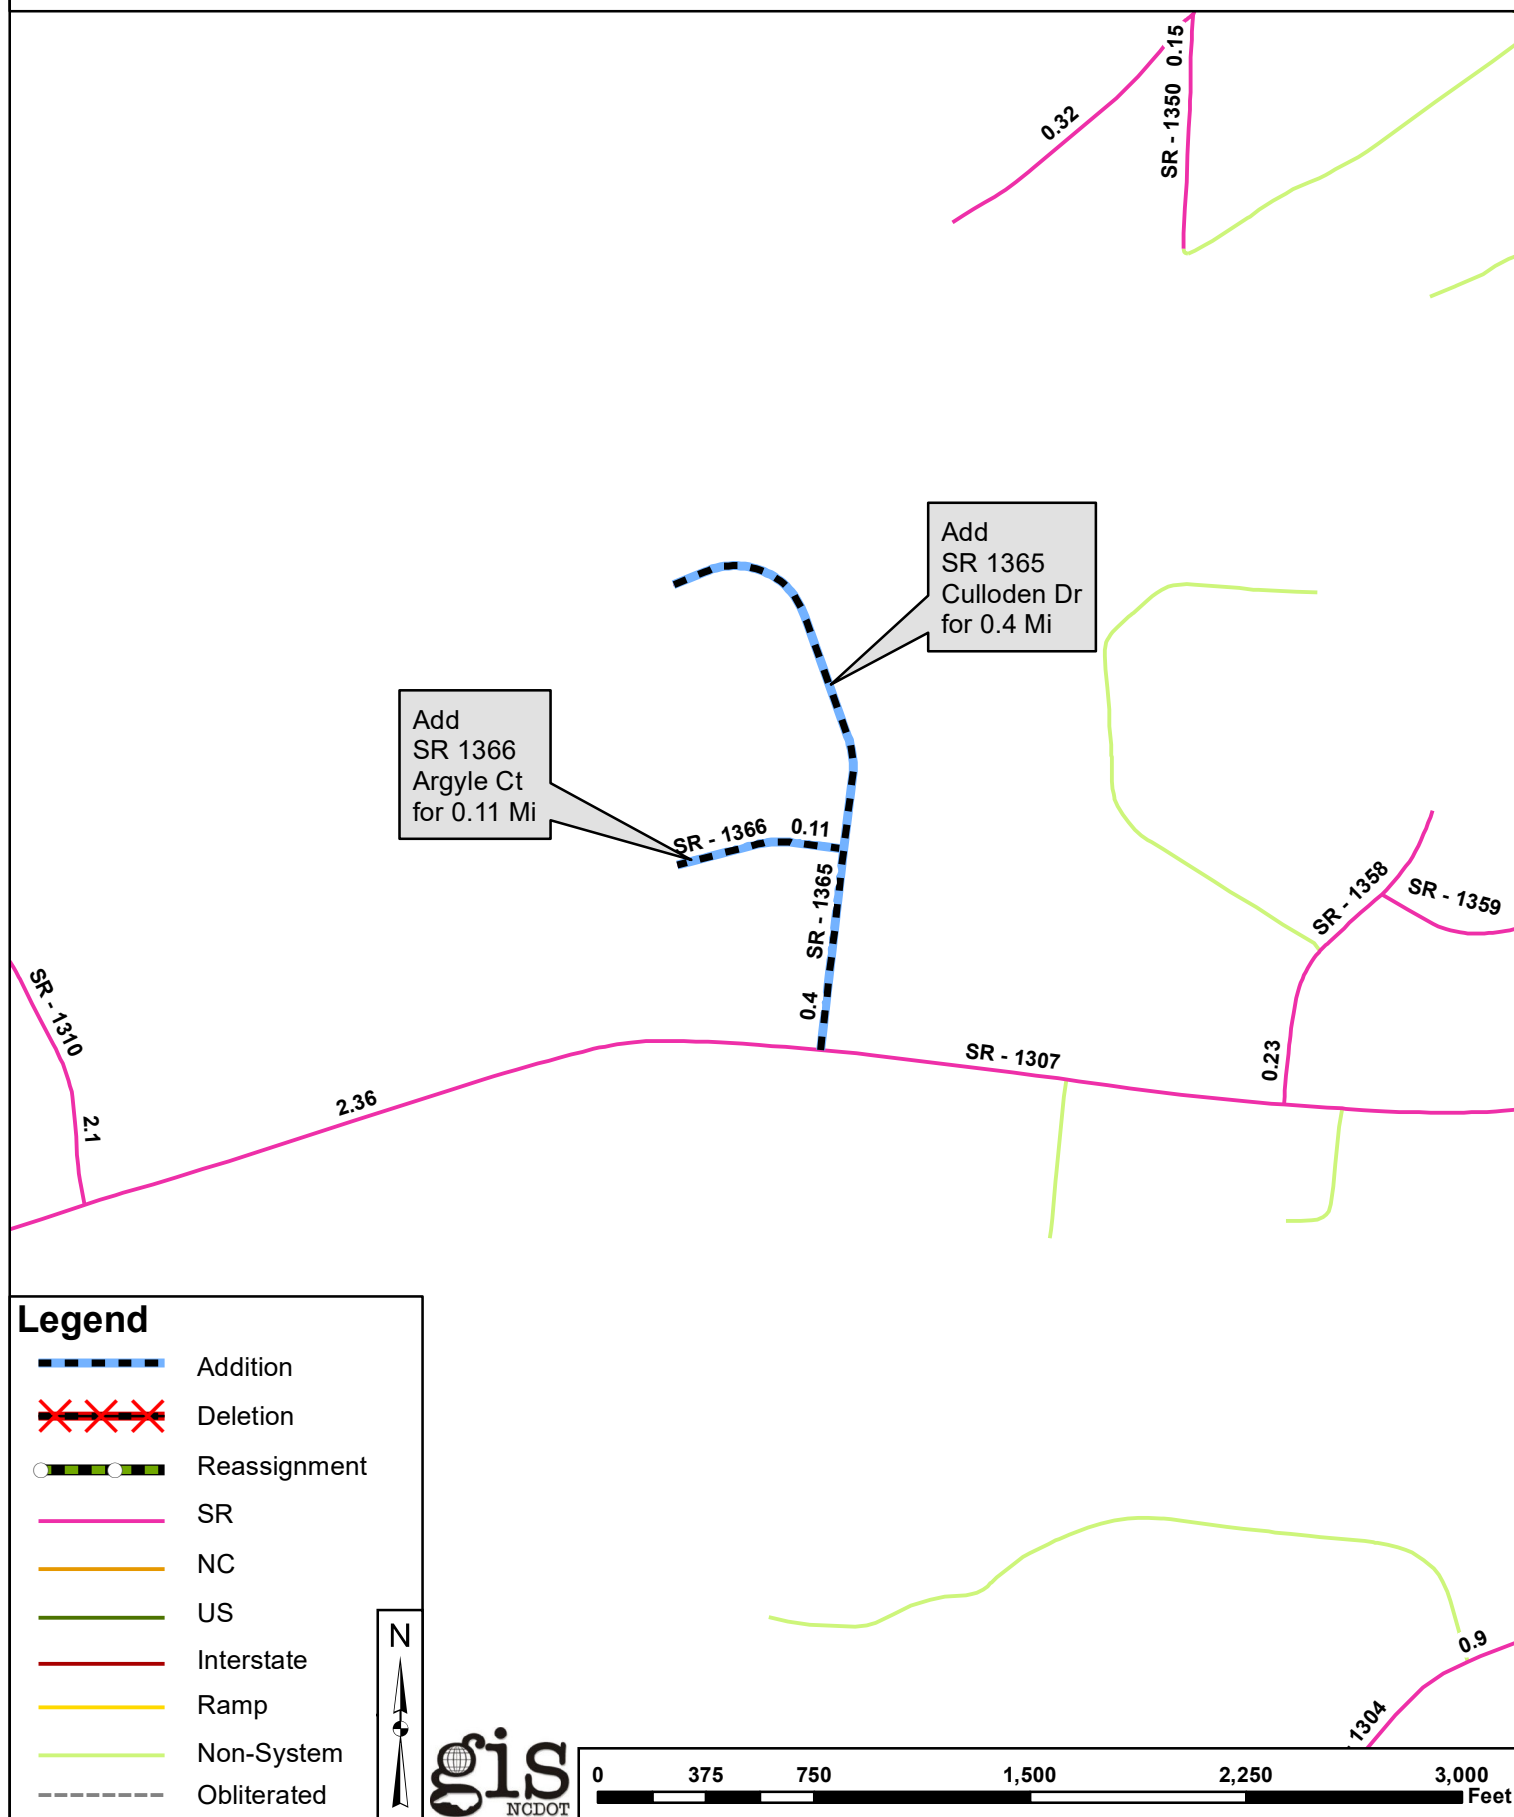 0.15
SR - 1350
0.32
Add
SR 1365
Culloden Dr
for 0.4 Mi
Add
SR 1366
Argyle Ct
for 0.11 Mi
SR - 1366
0.11
SR - 1365
0.4
SR - 1358
SR - 1359
SR - 1310
2.1
2.36
SR - 1307
0.23
Legend
Addition
Deletion
Reassignment
SR
NC
US
Interstate
Ramp
Non-System
Obliterated
N
gis
NCDOT
0.9
1304
0 375 750 1,500 2,250 3,000
Feet